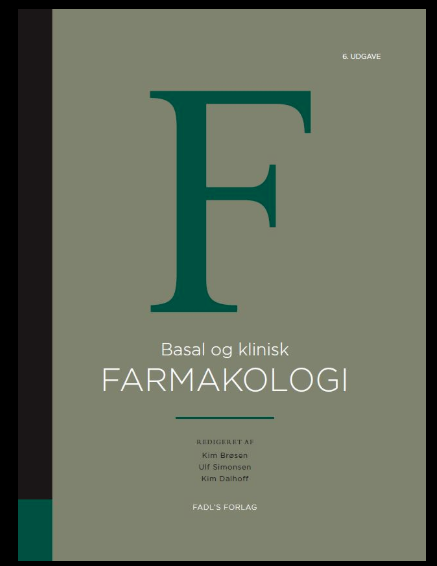 6. UDGAVE
F
Basal og klinisk
FARMAKOLOGI
REDIGERET AF
Kim Brøsen
Ulf Simonsen
Kim Dalhoff
FADL'S FORLAG